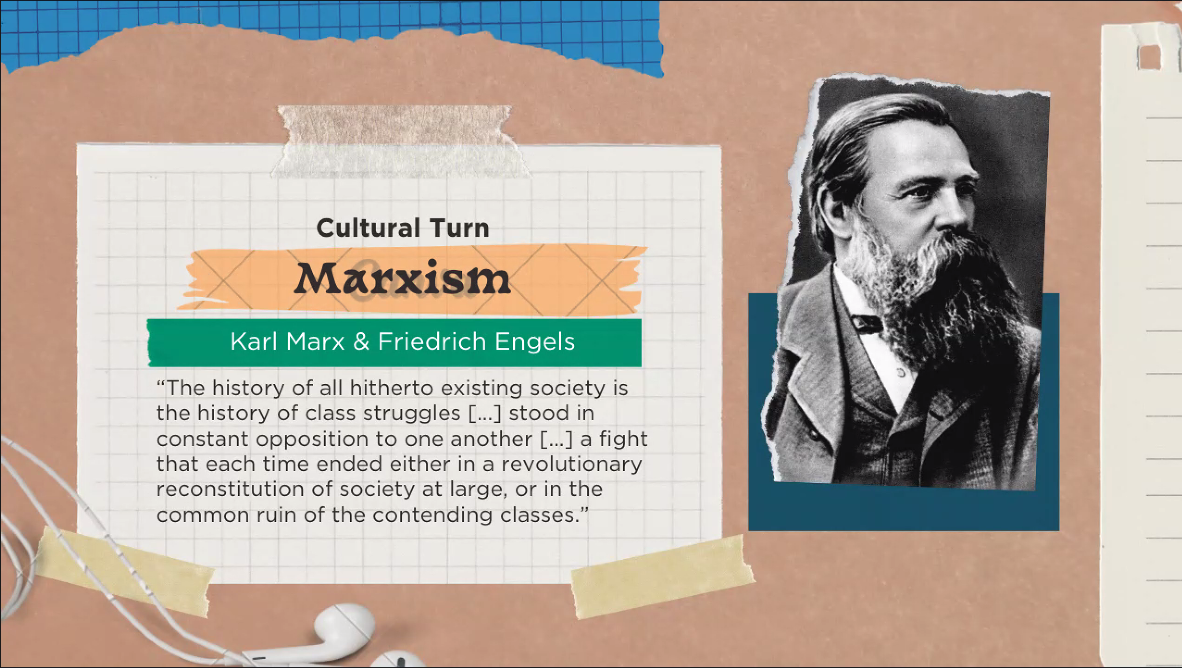 Cultural Turn
Marxism
Karl Marx & Friedrich Engels
“The history of all hitherto existing society is
the history of class struggles [...] stood in
constant opposition to one another [...] a fight
that each time ended either in a revolutionary
reconstitution of society at large, or in the
common ruin of the contending classes.”